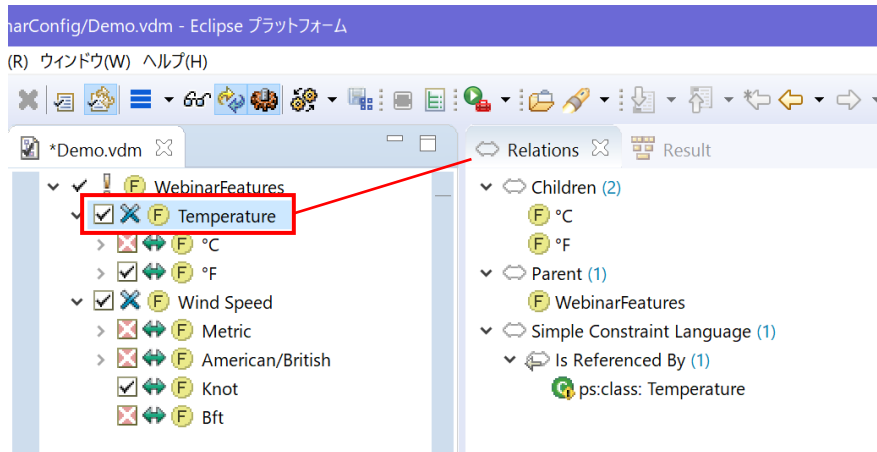 narConfig/Demo.vdm - Eclipse プラットフォーム
(R) ウィンドウ(W) ヘルプ(H)
*Demo.vdm
WebinarFeatures
Temperature
°C
°F
Wind Speed
Metric
American/British
Knot
Bft
Relations
Result
Children (2)
°C
°F
Parent (1)
WebinarFeatures
Simple Constraint Language (1)
Is Referenced By (1)
ps:class: Temperature